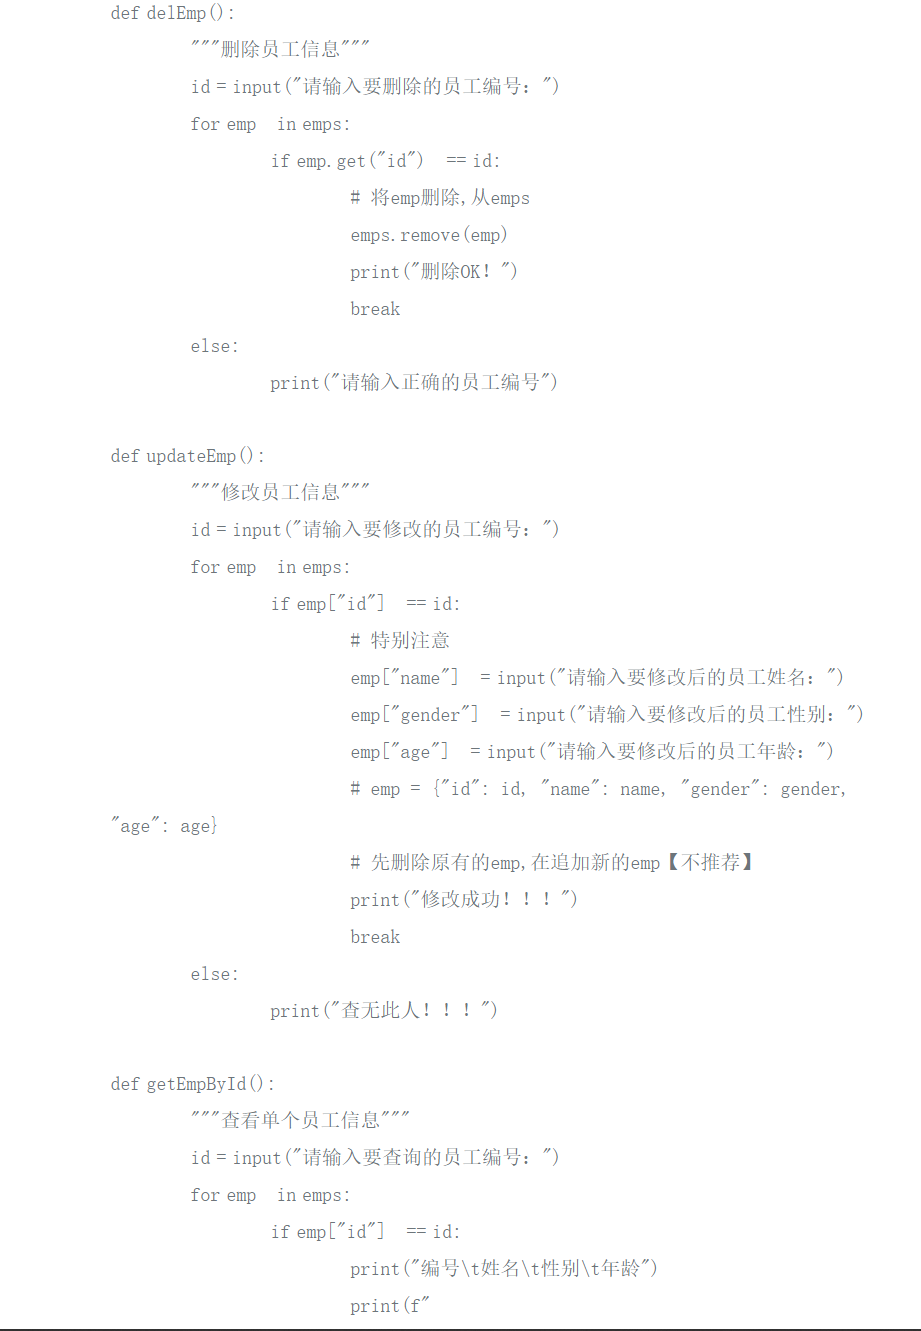 def delEmp():
        """删除员工信息"""
        id = input("请输入要删除的员工编号：")
        for emp  in emps:
                if emp.get("id")  == id:
                        # 将emp删除,从emps
                        emps.remove(emp)
                        print("删除OK！")
                        break
        else:
                print("请输入正确的员工编号")

def updateEmp():
        """修改员工信息"""
        id = input("请输入要修改的员工编号：")
        for emp  in emps:
                if emp["id"]  == id:
                        # 特别注意
                        emp["name"]  = input("请输入要修改后的员工姓名：")
                        emp["gender"]  = input("请输入要修改后的员工性别：")
                        emp["age"]  = input("请输入要修改后的员工年龄：")
                        # emp = {"id": id, "name": name, "gender": gender,
"age": age}
                        # 先删除原有的emp,在追加新的emp【不推荐】
                        print("修改成功！！！")
                        break
        else:
                print("查无此人！！！")

def getEmpById():
        """查看单个员工信息"""
        id = input("请输入要查询的员工编号：")
        for emp  in emps:
                if emp["id"]  == id:
                        print("编号\t姓名\t性别\t年龄")
                        print(f"